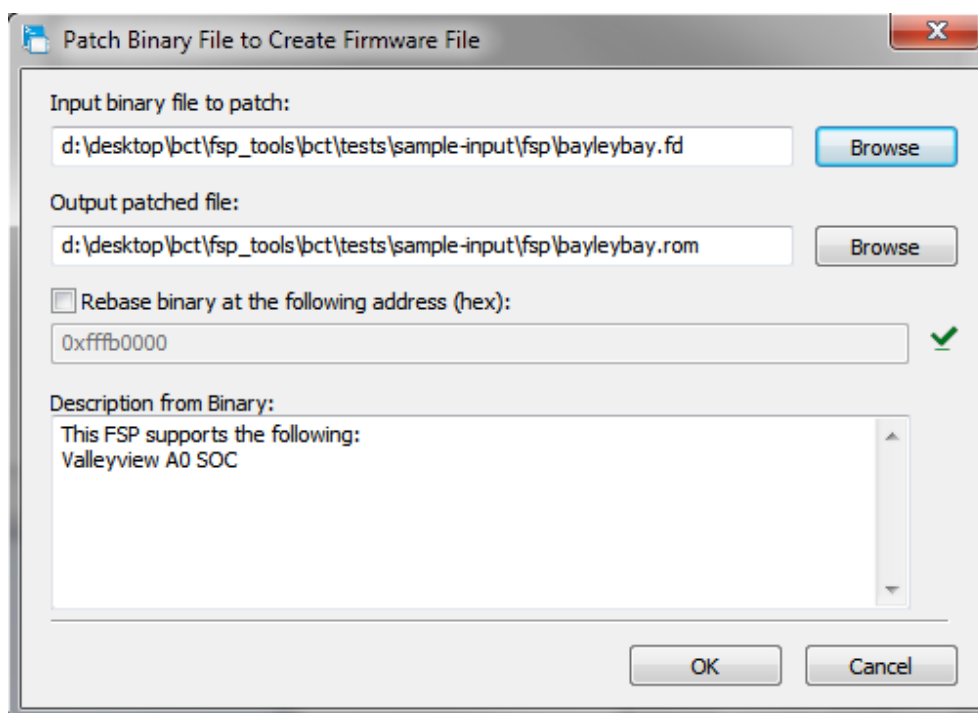 Patch Binary File to Create Firmware File
Input binary file to patch:
d:\desktop\bct\fsp_tools\bct\tests\sample-input\fsp\bayleybay.fd
Browse
Output patched file:
d:\desktop\bct\fsp_tools\bct\tests\sample-input\fsp\bayleybay.rom
Browse
Rebase binary at the following address (hex):
0xfffb0000
Description from Binary:
This FSP supports the following:
Valleyview A0 SOC
OK
Cancel